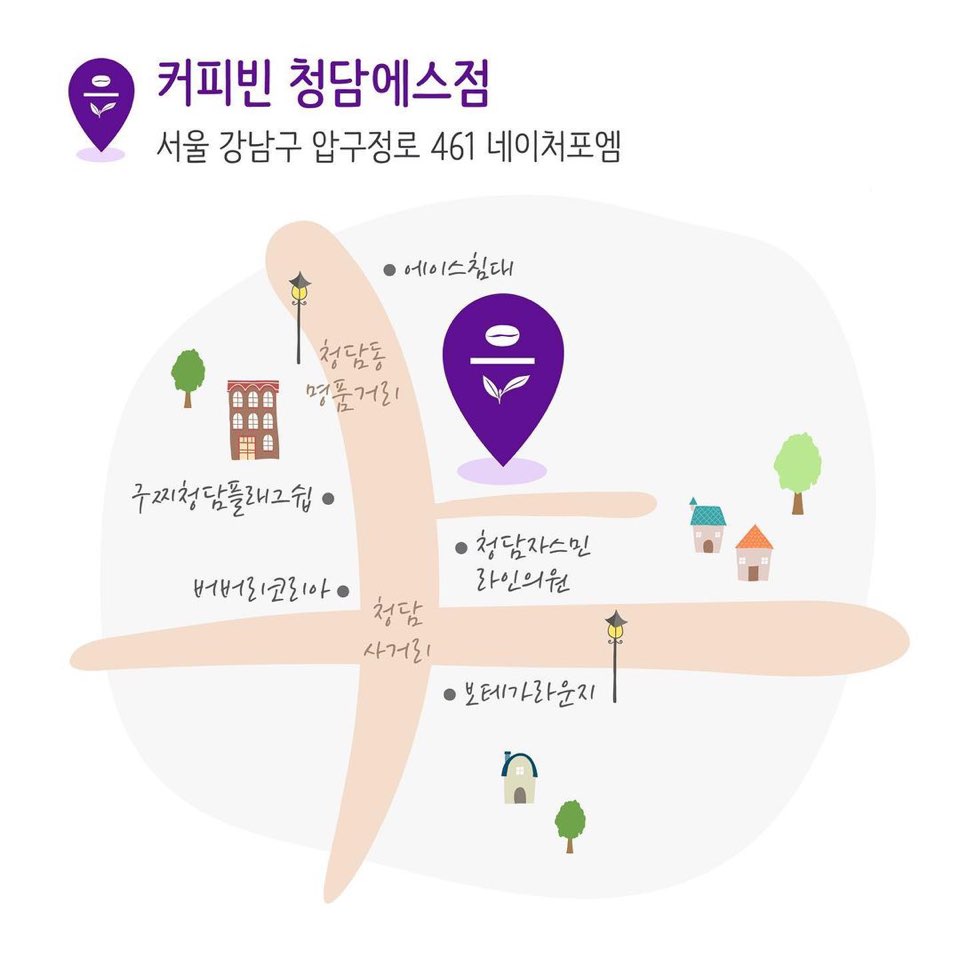 커피빈 청담에스점
서울 강남구 압구정로 461 네이처포엠
에이스침대
청담동
명품거리
구찌청담플래그쉽
청담자스민
라인의원
버버리코리아
청담
사거리
보테가라운지